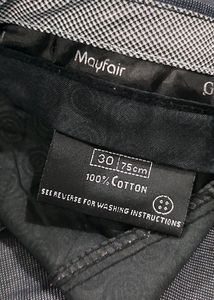 Mayfair
G
30 75cm
100% COTTON
SEE REVERSE FOR WASHING INSTRUCTIONS